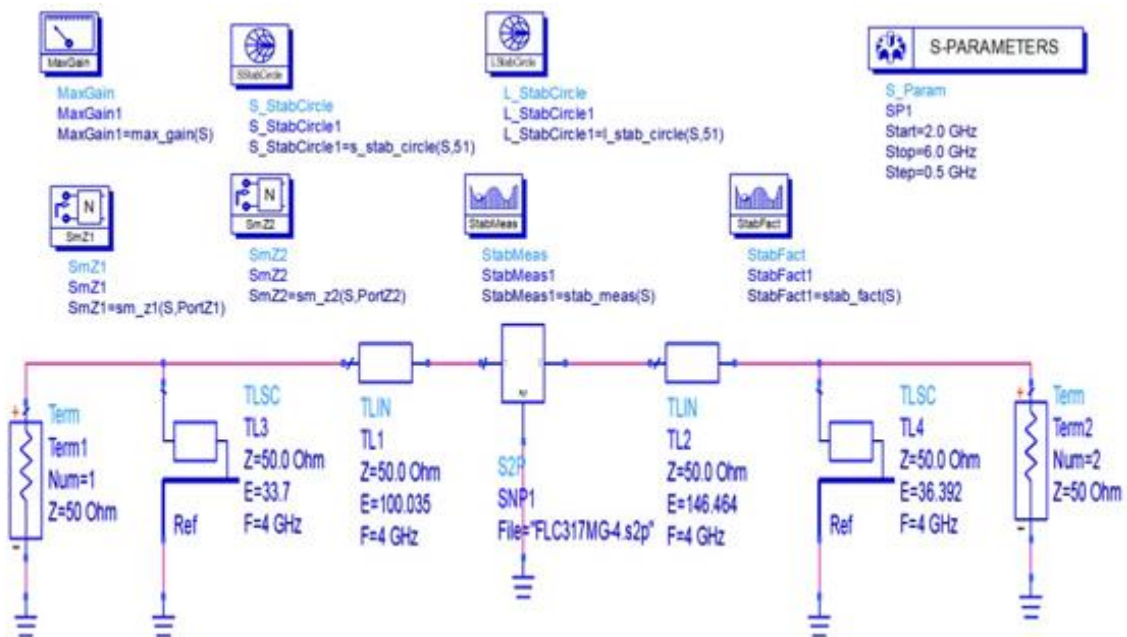 MaxGain
MaxGain
MaxGain1
MaxGain1=max_gain(S)
SStabCircle
S_StabCircle
S_StabCircle1
S_StabCircle1=s_stab_circle(S,51)
LStabCircle
L_StabCircle
L_StabCircle1
L_StabCircle1=l_stab_circle(S,51)
S-PARAMETERS
S_Param
SP1
Start=2.0 GHz
Stop=6.0 GHz
Step=0.5 GHz
N
SmZ1
SmZ1
SmZ1
SmZ1=sm_z1(S,PortZ1)
N
SmZ2
SmZ2
SmZ2
SmZ2=sm_z2(S,PortZ2)
StabMeas
StabMeas
StabMeas1
StabMeas1=stab_meas(S)
StabFact
StabFact
StabFact1
StabFact1=stab_fact(S)
+
Term
Term1
Num=1
Z=50 Ohm
-
TLSC
TL3
Z=50.0 Ohm
E=33.7
F=4 GHz
Ref
TLIN
TL1
Z=50.0 Ohm
E=100.035
F=4 GHz
S2P
SNP1
File="FLC317MG-4.s2p"
TLIN
TL2
Z=50.0 Ohm
E=146.464
F=4 GHz
TLSC
TL4
Z=50.0 Ohm
E=36.392
F=4 GHz
Ref
+
Term
Term2
Num=2
Z=50 Ohm
-